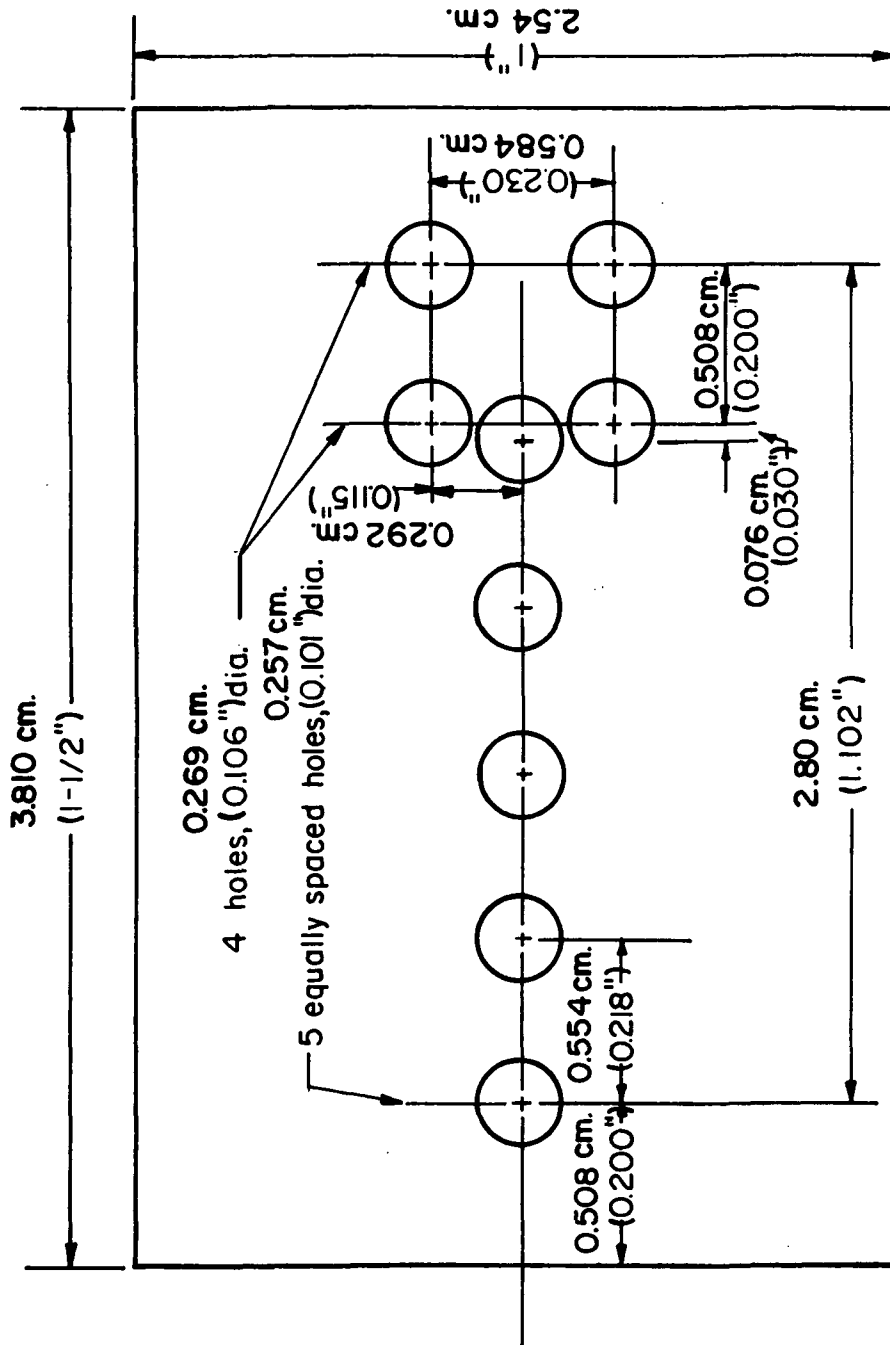 3.810 cm.
(1-1/2")
2.54 cm.
(1")
0.269 cm.
4 holes,(0.106")dia.
0.257 cm.
5 equally spaced holes,(0.101")dia.
0.584 cm.
(0.230")
0.292 cm.
(0.115")
0.508 cm.
(0.200")
0.076 cm.
(0.030")
0.554 cm.
(0.218")
0.508 cm.
(0.200")
2.80 cm.
(1.102")